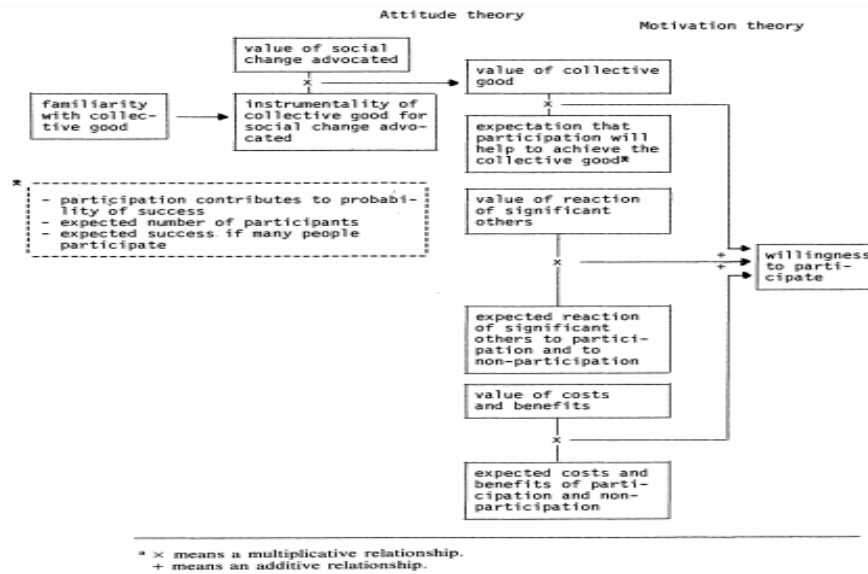 Attitude theory
Motivation theory
value of social
change advocated
x
value of collective
good
familiarity
with collec-
tive good
instrumentality of
collective good for
social change advo-
cated
x
expectation that
participation will
help to achieve the
collective good*
*
- participation contributes to probabi-
lity of success
- expected number of participants
- expected success if many people
participate
value of reaction
of significant
others
x
+
+
willingness
to parti-
cipate
expected reaction
of significant
others to partici-
pation and to
non-participation
value of costs
and benefits
x
expected costs and
benefits of parti-
cipation and non-
participation
a × means a multiplicative relationship.
+ means an additive relationship.